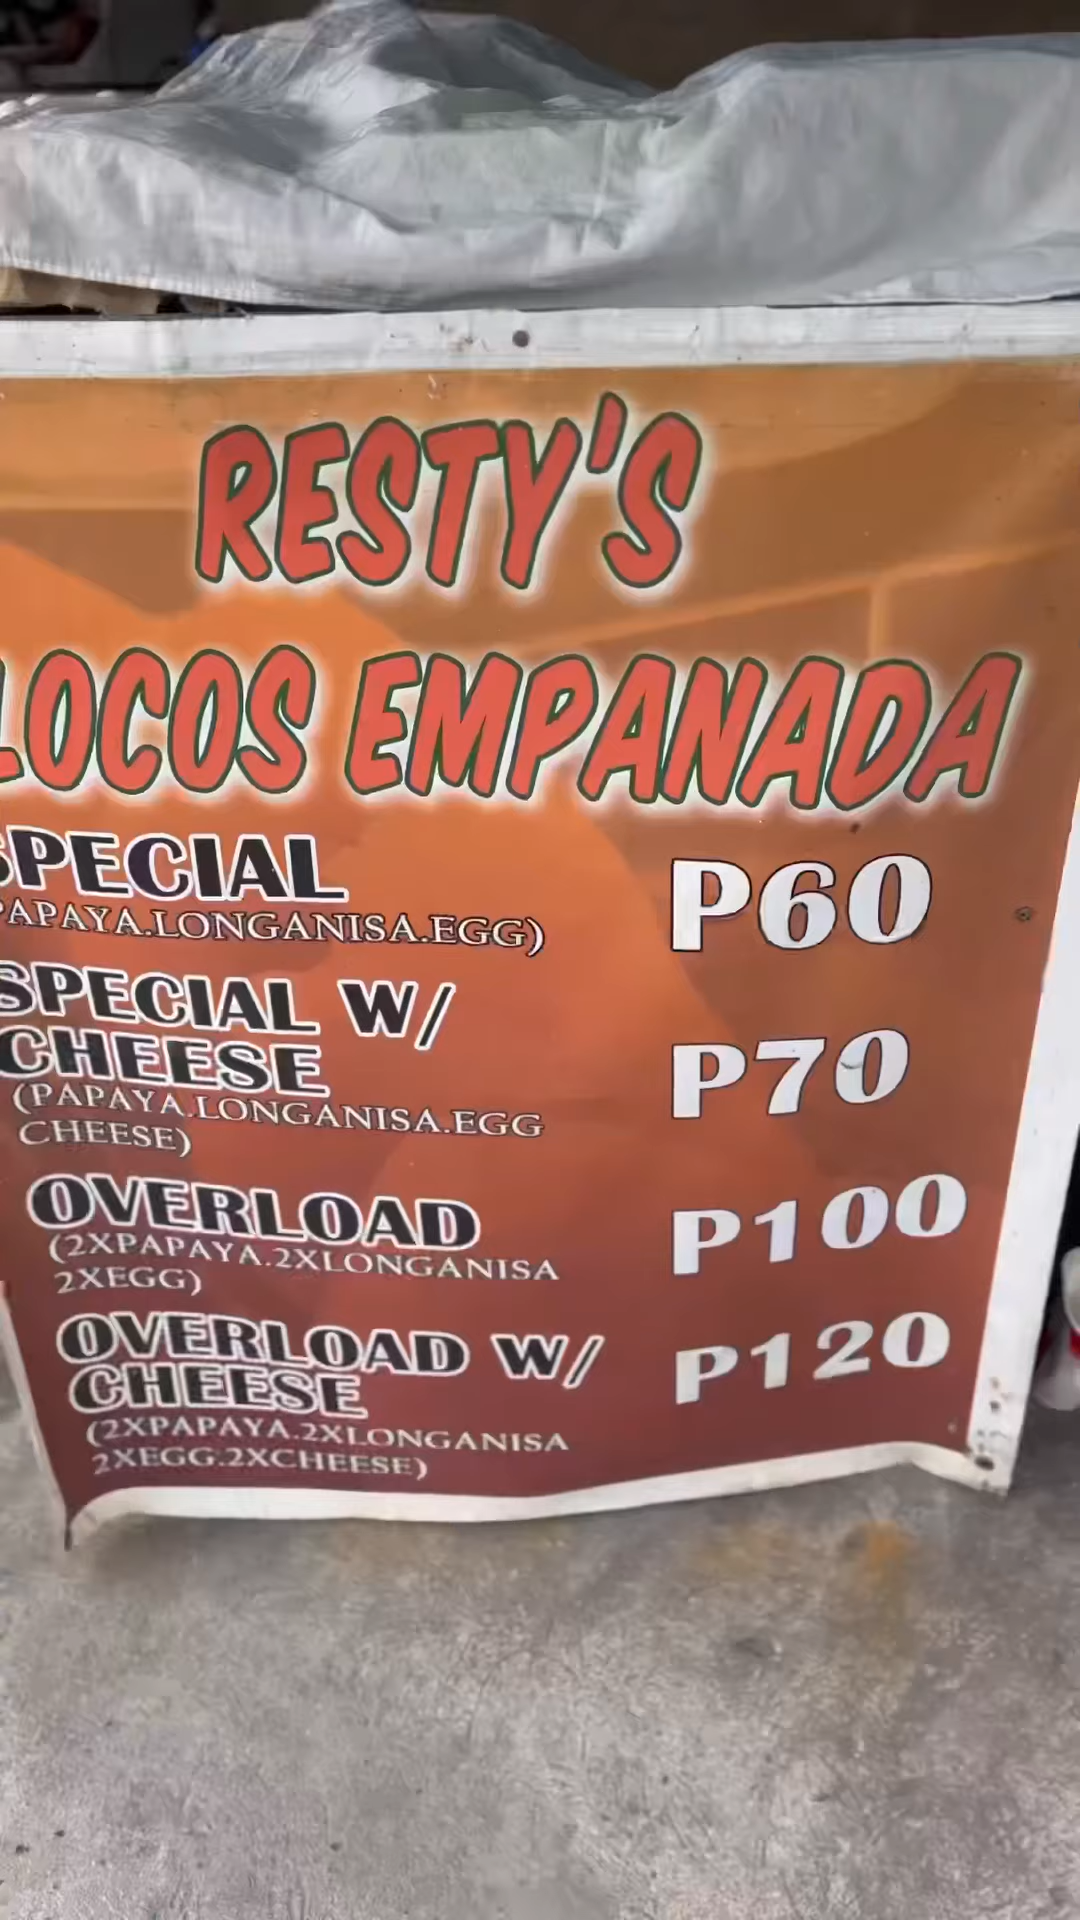 RESTY'S
LOCOS EMPANADA
SPECIAL P60
PAPAYA.LONGANISA.EGG)
SPECIAL W/
CHEESE P70
(PAPAYA.LONGANISA.EGG
CHEESE)
OVERLOAD P100
(2XPAPAYA.2XLONGANISA
2XEGG)
OVERLOAD W/
CHEESE P120
(2XPAPAYA.2XLONGANISA
2XEGG.2XCHEESE)